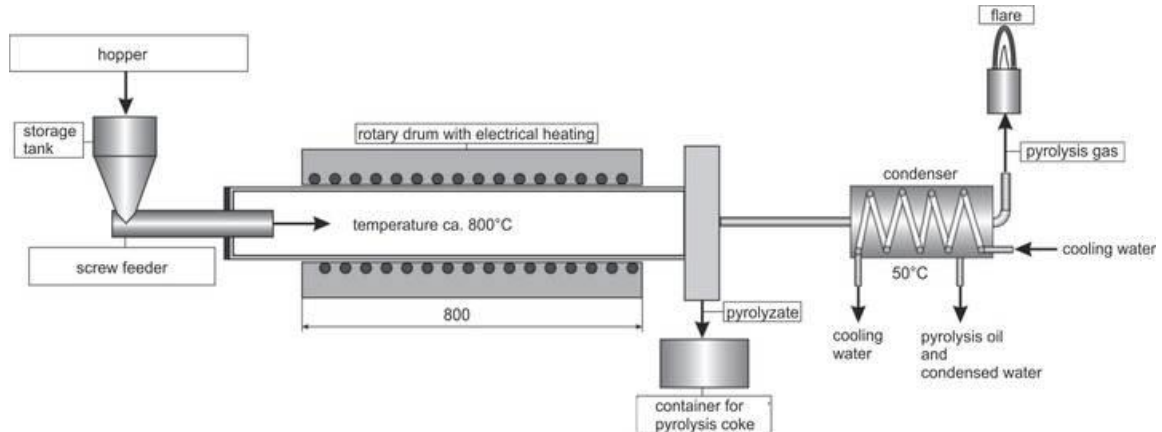 flare
hopper
storage
tank
rotary drum with electrical heating
pyrolysis gas
condenser
temperature ca. 800°C
cooling water
screw feeder
50°C
800
pyrolyzate
cooling
water
pyrolysis oil
and
condensed water
container for
pyrolysis coke